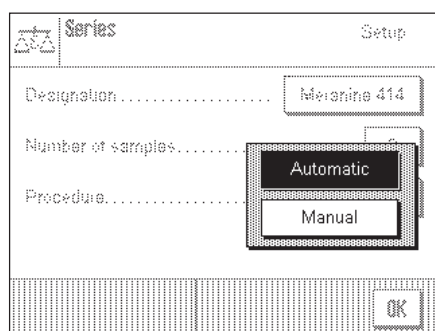 Series Setup
Designation................... Meranine 414
Number of samples.......
Automatic
Procedure..............
Manual
OK